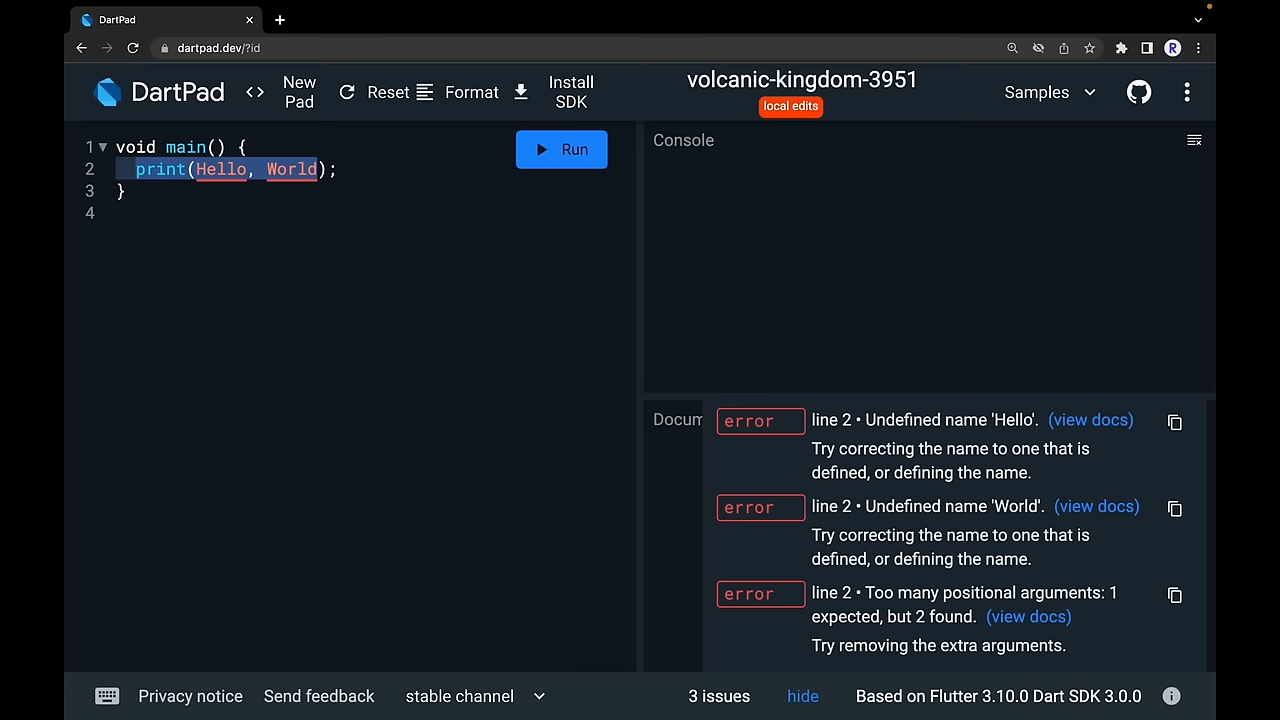 DartPad
dartpad.dev/?id
R
DartPad
<> New Pad
Reset
Format
Install SDK
volcanic-kingdom-3951
local edits
Samples
1 void main() {
2   print(Hello, World);
3 }
4
Run
Console
Docum
error line 2 • Undefined name 'Hello'. (view docs)
Try correcting the name to one that is
defined, or defining the name.
error line 2 • Undefined name 'World'. (view docs)
Try correcting the name to one that is
defined, or defining the name.
error line 2 • Too many positional arguments: 1
expected, but 2 found. (view docs)
Try removing the extra arguments.
Privacy notice
Send feedback
stable channel
3 issues
hide
Based on Flutter 3.10.0 Dart SDK 3.0.0